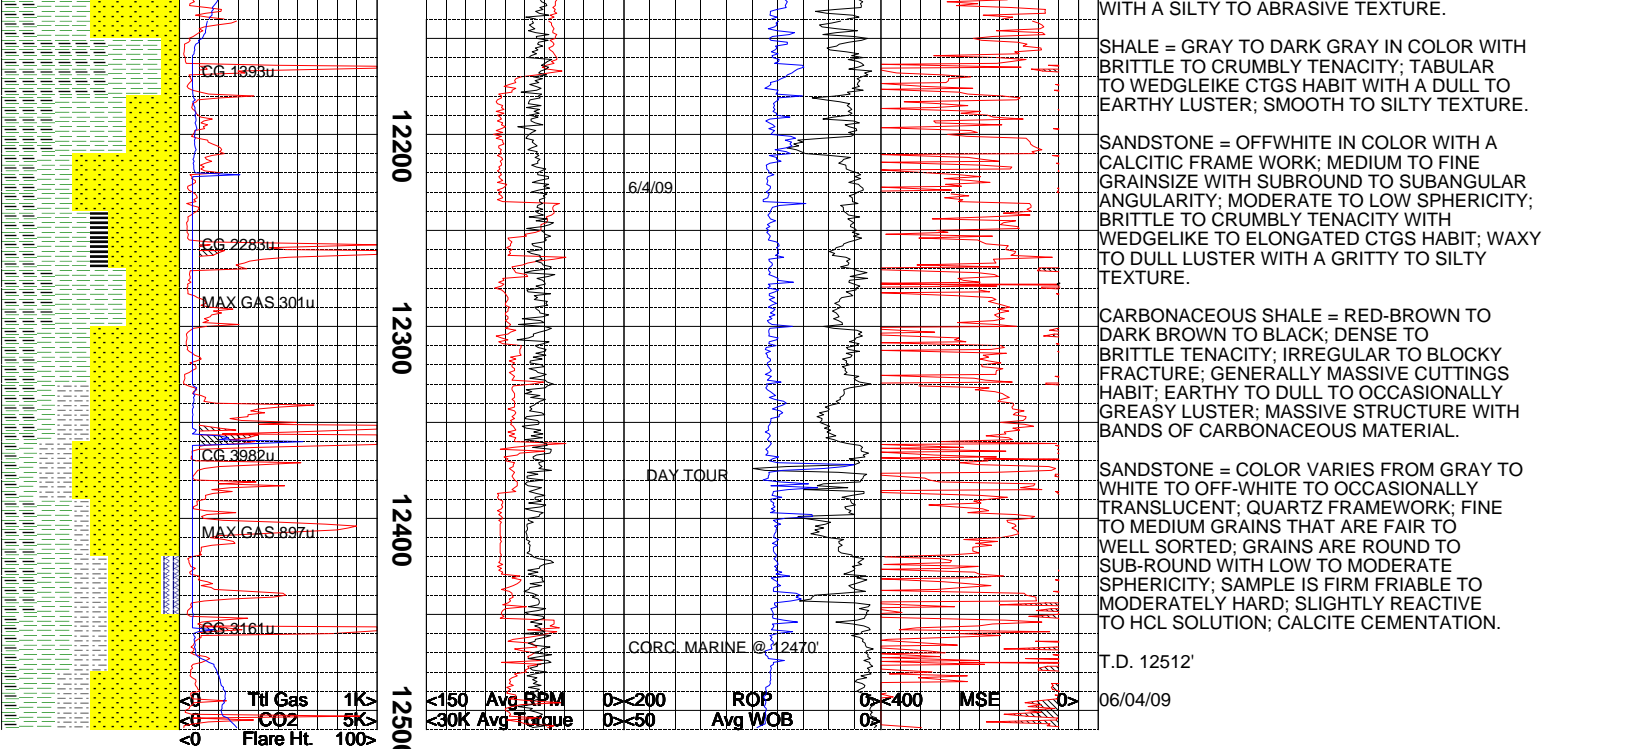 WITH A SILTY TO ABRASIVE TEXTURE.
SHALE = GRAY TO DARK GRAY IN COLOR WITH
BRITTLE TO CRUMBLY TENACITY; TABULAR
TO WEDGLEIKE CTGS HABIT WITH A DULL TO
EARTHY LUSTER; SMOOTH TO SILTY TEXTURE.
SANDSTONE = OFFWHITE IN COLOR WITH A
CALCITIC FRAME WORK; MEDIUM TO FINE
GRAINSIZE WITH SUBROUND TO SUBANGULAR
ANGULARITY; MODERATE TO LOW SPHERICITY;
BRITTLE TO CRUMBLY TENACITY WITH
WEDGELIKE TO ELONGATED CTGS HABIT; WAXY
TO DULL LUSTER WITH A GRITTY TO SILTY
TEXTURE.
CARBONACEOUS SHALE = RED-BROWN TO
DARK BROWN TO BLACK; DENSE TO
BRITTLE TENACITY; IRREGULAR TO BLOCKY
FRACTURE; GENERALLY MASSIVE CUTTINGS
HABIT; EARTHY TO DULL TO OCCASIONALLY
GREASY LUSTER; MASSIVE STRUCTURE WITH
BANDS OF CARBONACEOUS MATERIAL.
SANDSTONE = COLOR VARIES FROM GRAY TO
WHITE TO OFF-WHITE TO OCCASIONALLY
TRANSLUCENT; QUARTZ FRAMEWORK; FINE
TO MEDIUM GRAINS THAT ARE FAIR TO
WELL SORTED; GRAINS ARE ROUND TO
SUB-ROUND WITH LOW TO MODERATE
SPHERICITY; SAMPLE IS FIRM FRIABLE TO
MODERATELY HARD; SLIGHTLY REACTIVE
TO HCL SOLUTION; CALCITE CEMENTATION.
T.D. 12512'
06/04/09
CG 1393u
CG 2283u
MAX GAS 301u
CG 3982u
MAX GAS 897u
CG 3161u
12200
12300
12400
12500
6/4/09
DAY TOUR
CORC. MARINE @ 12470'
<0 Ttl Gas 1K> <150 Avg RPM 0><200 ROP 0><400 MSE 0>
<0 CO2 5K> <30K Avg Torque 0><50 Avg WOB 0>
<0 Flare Ht. 100>